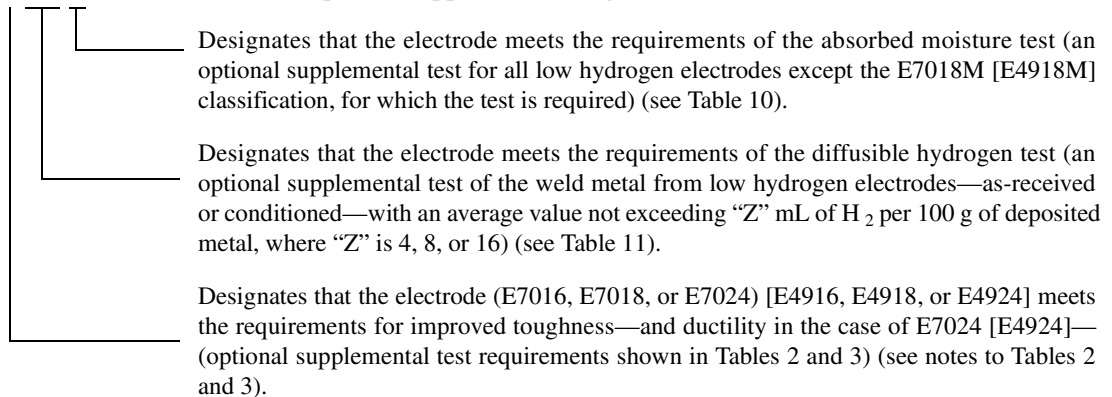 Designates that the electrode meets the requirements of the absorbed moisture test (an
optional supplemental test for all low hydrogen electrodes except the E7018M [E4918M]
classification, for which the test is required) (see Table 10).
Designates that the electrode meets the requirements of the diffusible hydrogen test (an
optional supplemental test of the weld metal from low hydrogen electrodes—as-received
or conditioned—with an average value not exceeding “Z” mL of H 2 per 100 g of deposited
metal, where “Z” is 4, 8, or 16) (see Table 11).
Designates that the electrode (E7016, E7018, or E7024) [E4916, E4918, or E4924] meets
the requirements for improved toughness—and ductility in the case of E7024 [E4924]—
(optional supplemental test requirements shown in Tables 2 and 3) (see notes to Tables 2
and 3).